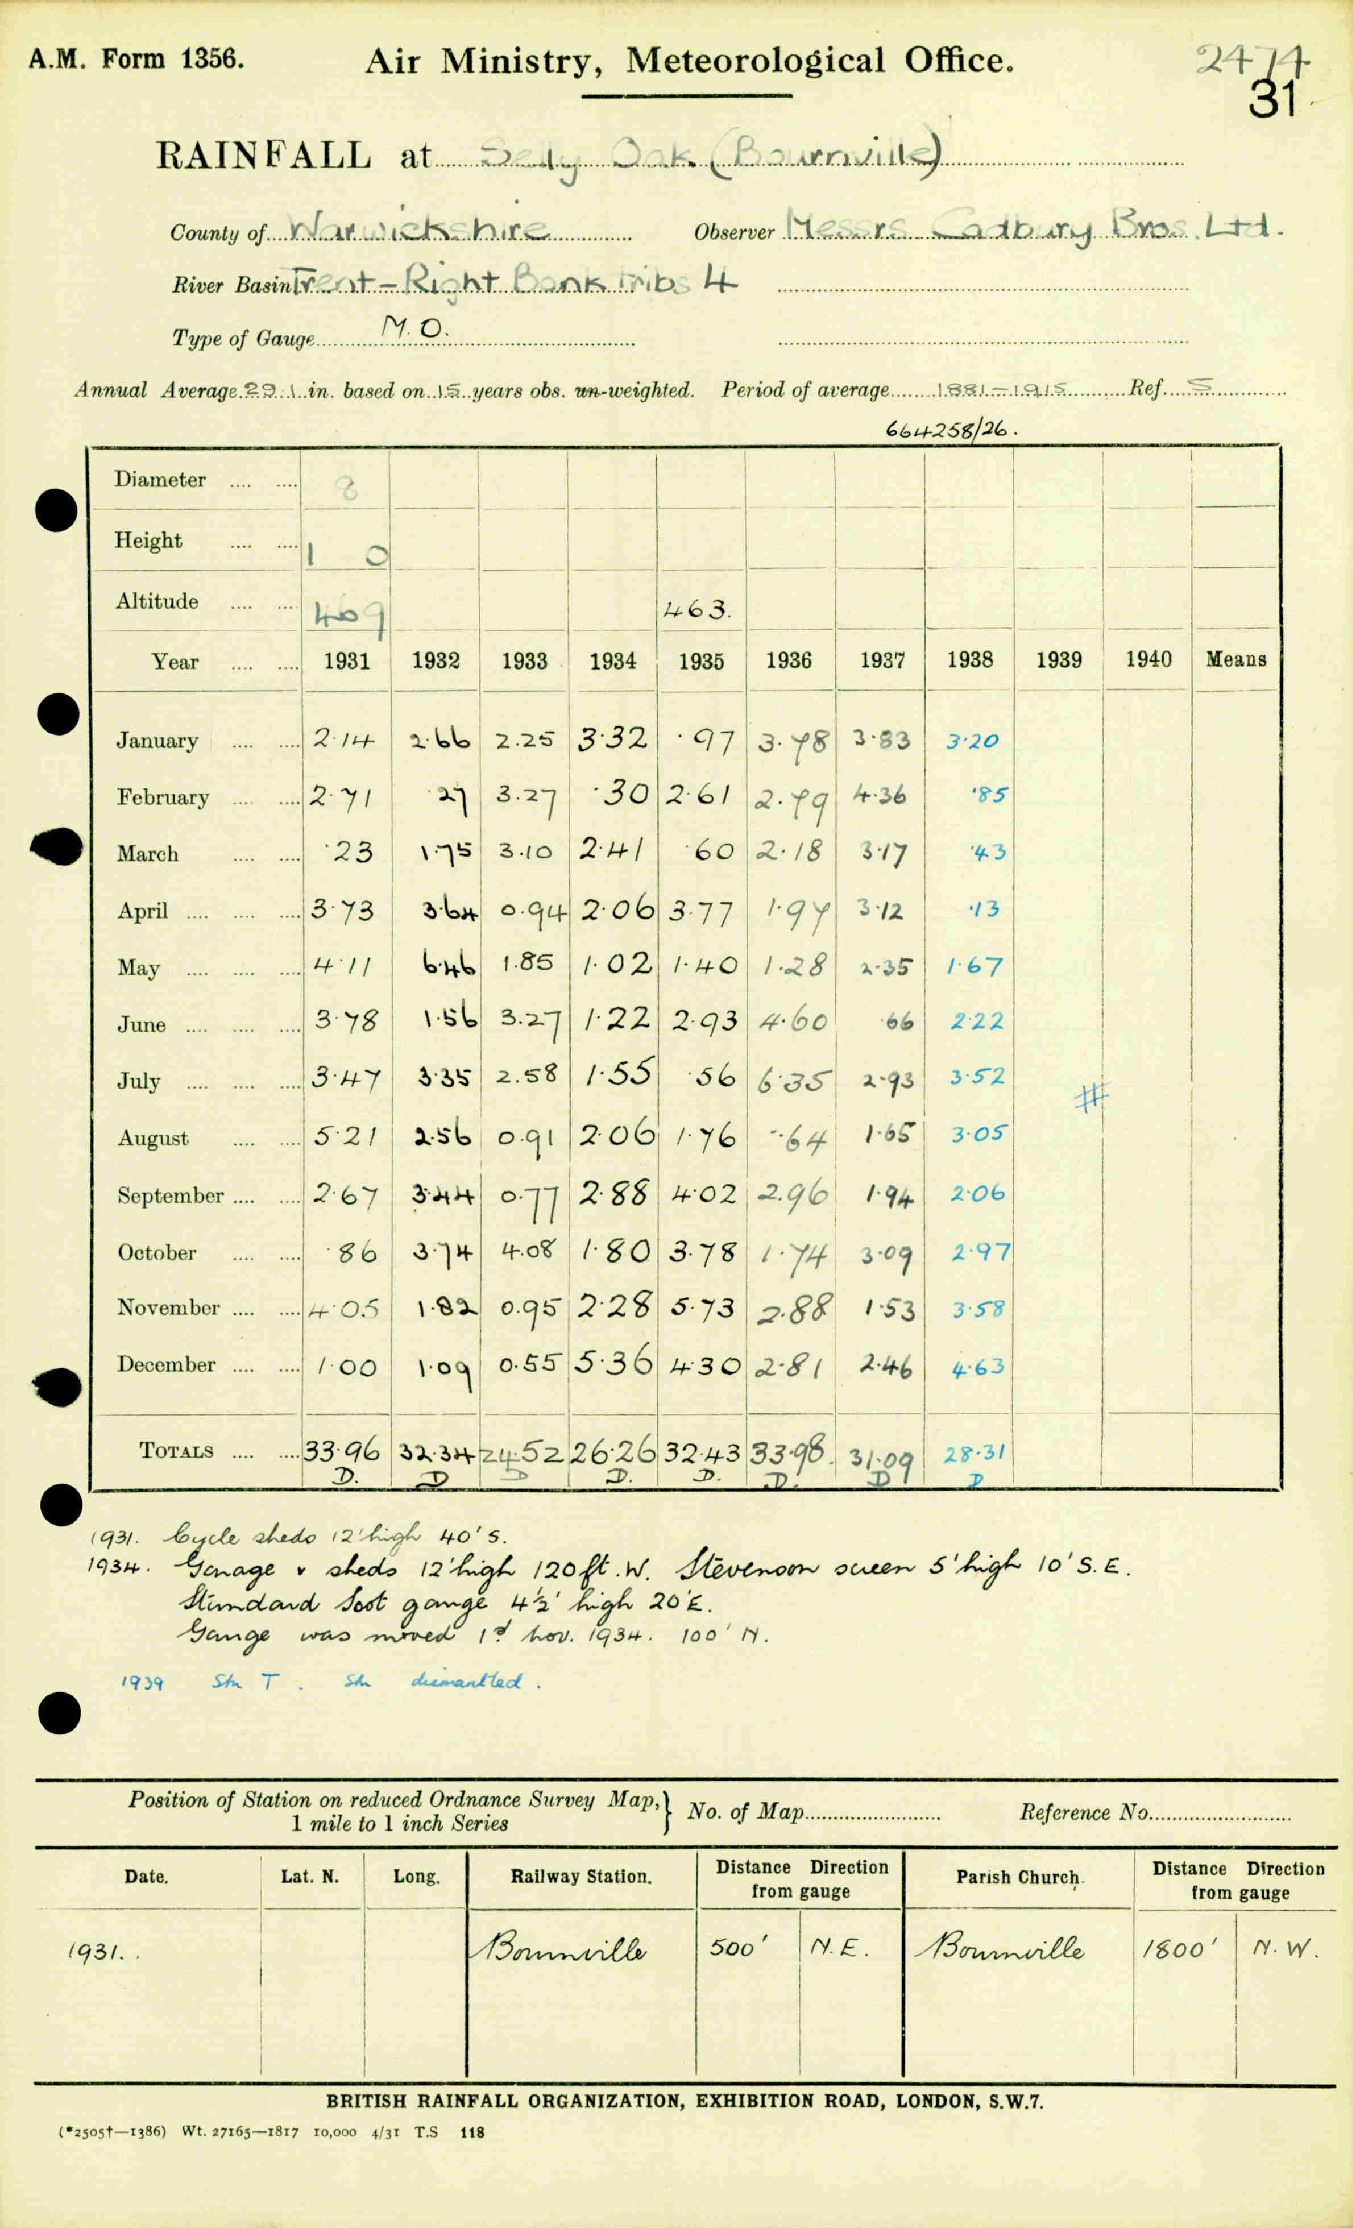 A.M. Form 1356. Air Ministry, Meteorological Office. 2474
31
RAINFALL at Selly Oak (Bournville)
County of Warwickshire Observer Messrs Cadbury Bros. Ltd.
River Basin Trent - Right Bank Tribs 4
Type of Gauge M.O.
Annual Average 29.1 in. based on 15 years obs. un-weighted. Period of average 1881-1915 Ref. S
664258/26.
Diameter 8
Height 1 0
Altitude 469 463.
Year 1931 1932 1933 1934 1935 1936 1937 1938 1939 1940 Means
January 2.14 2.66 2.25 3.32 .97 3.78 3.83 3.20
February 2.71 .27 3.27 .30 2.61 2.79 4.36 .85
March .23 1.75 3.10 2.41 .60 2.18 3.17 .43
April 3.73 3.64 0.94 2.06 3.77 1.97 3.12 .13
May 4.11 6.46 1.85 1.02 1.40 1.28 2.35 1.67
June 3.78 1.56 3.27 1.22 2.93 4.60 .66 2.22
July 3.47 3.35 2.58 1.55 .56 6.35 2.93 3.52
August 5.21 2.56 0.91 2.06 1.76 .64 1.65 3.05
September 2.67 3.44 0.77 2.88 4.02 2.96 1.94 2.06
October .86 3.74 4.08 1.80 3.78 1.74 3.09 2.97
November 4.05 1.82 0.95 2.28 5.73 2.88 1.53 3.58
December 1.00 1.09 0.55 5.36 4.30 2.81 2.46 4.63
TOTALS 33.96 32.34 24.52 26.26 32.43 33.98 31.09 28.31
D. D D D. D. D. D D
1931. Cycle sheds 12' high 40' S.
1934. Garage & sheds 12' high 120 ft. W. Stevenson screen 5' high 10' S.E.
Standard Soot gauge 4½' high 20' E.
Gauge was moved 1st Nov. 1934. 100' N.
1939 Stn T. Stn dismantled.
Position of Station on reduced Ordnance Survey Map, 1 mile to 1 inch Series } No. of Map Reference No.
Date. Lat. N. Long. Railway Station. Distance Direction from gauge Parish Church. Distance Direction from gauge
1931. Bournville 500' N.E. Bournville 1800' N.W.
BRITISH RAINFALL ORGANIZATION, EXHIBITION ROAD, LONDON, S.W.7.
(*2505†—1386) Wt. 27165—1817 10,000 4/31 T.S 118